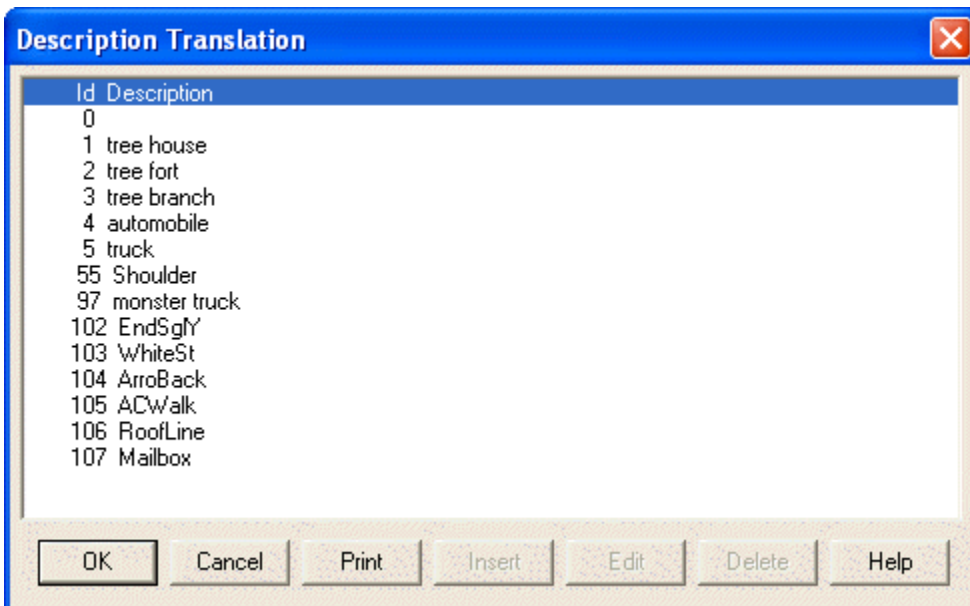 Description Translation
Id Description
0
1 tree house
2 tree fort
3 tree branch
4 automobile
5 truck
55 Shoulder
97 monster truck
102 EndSglY
103 WhiteSt
104 ArroBack
105 ACWalk
106 RoofLine
107 Mailbox
OK Cancel Print Insert Edit Delete Help